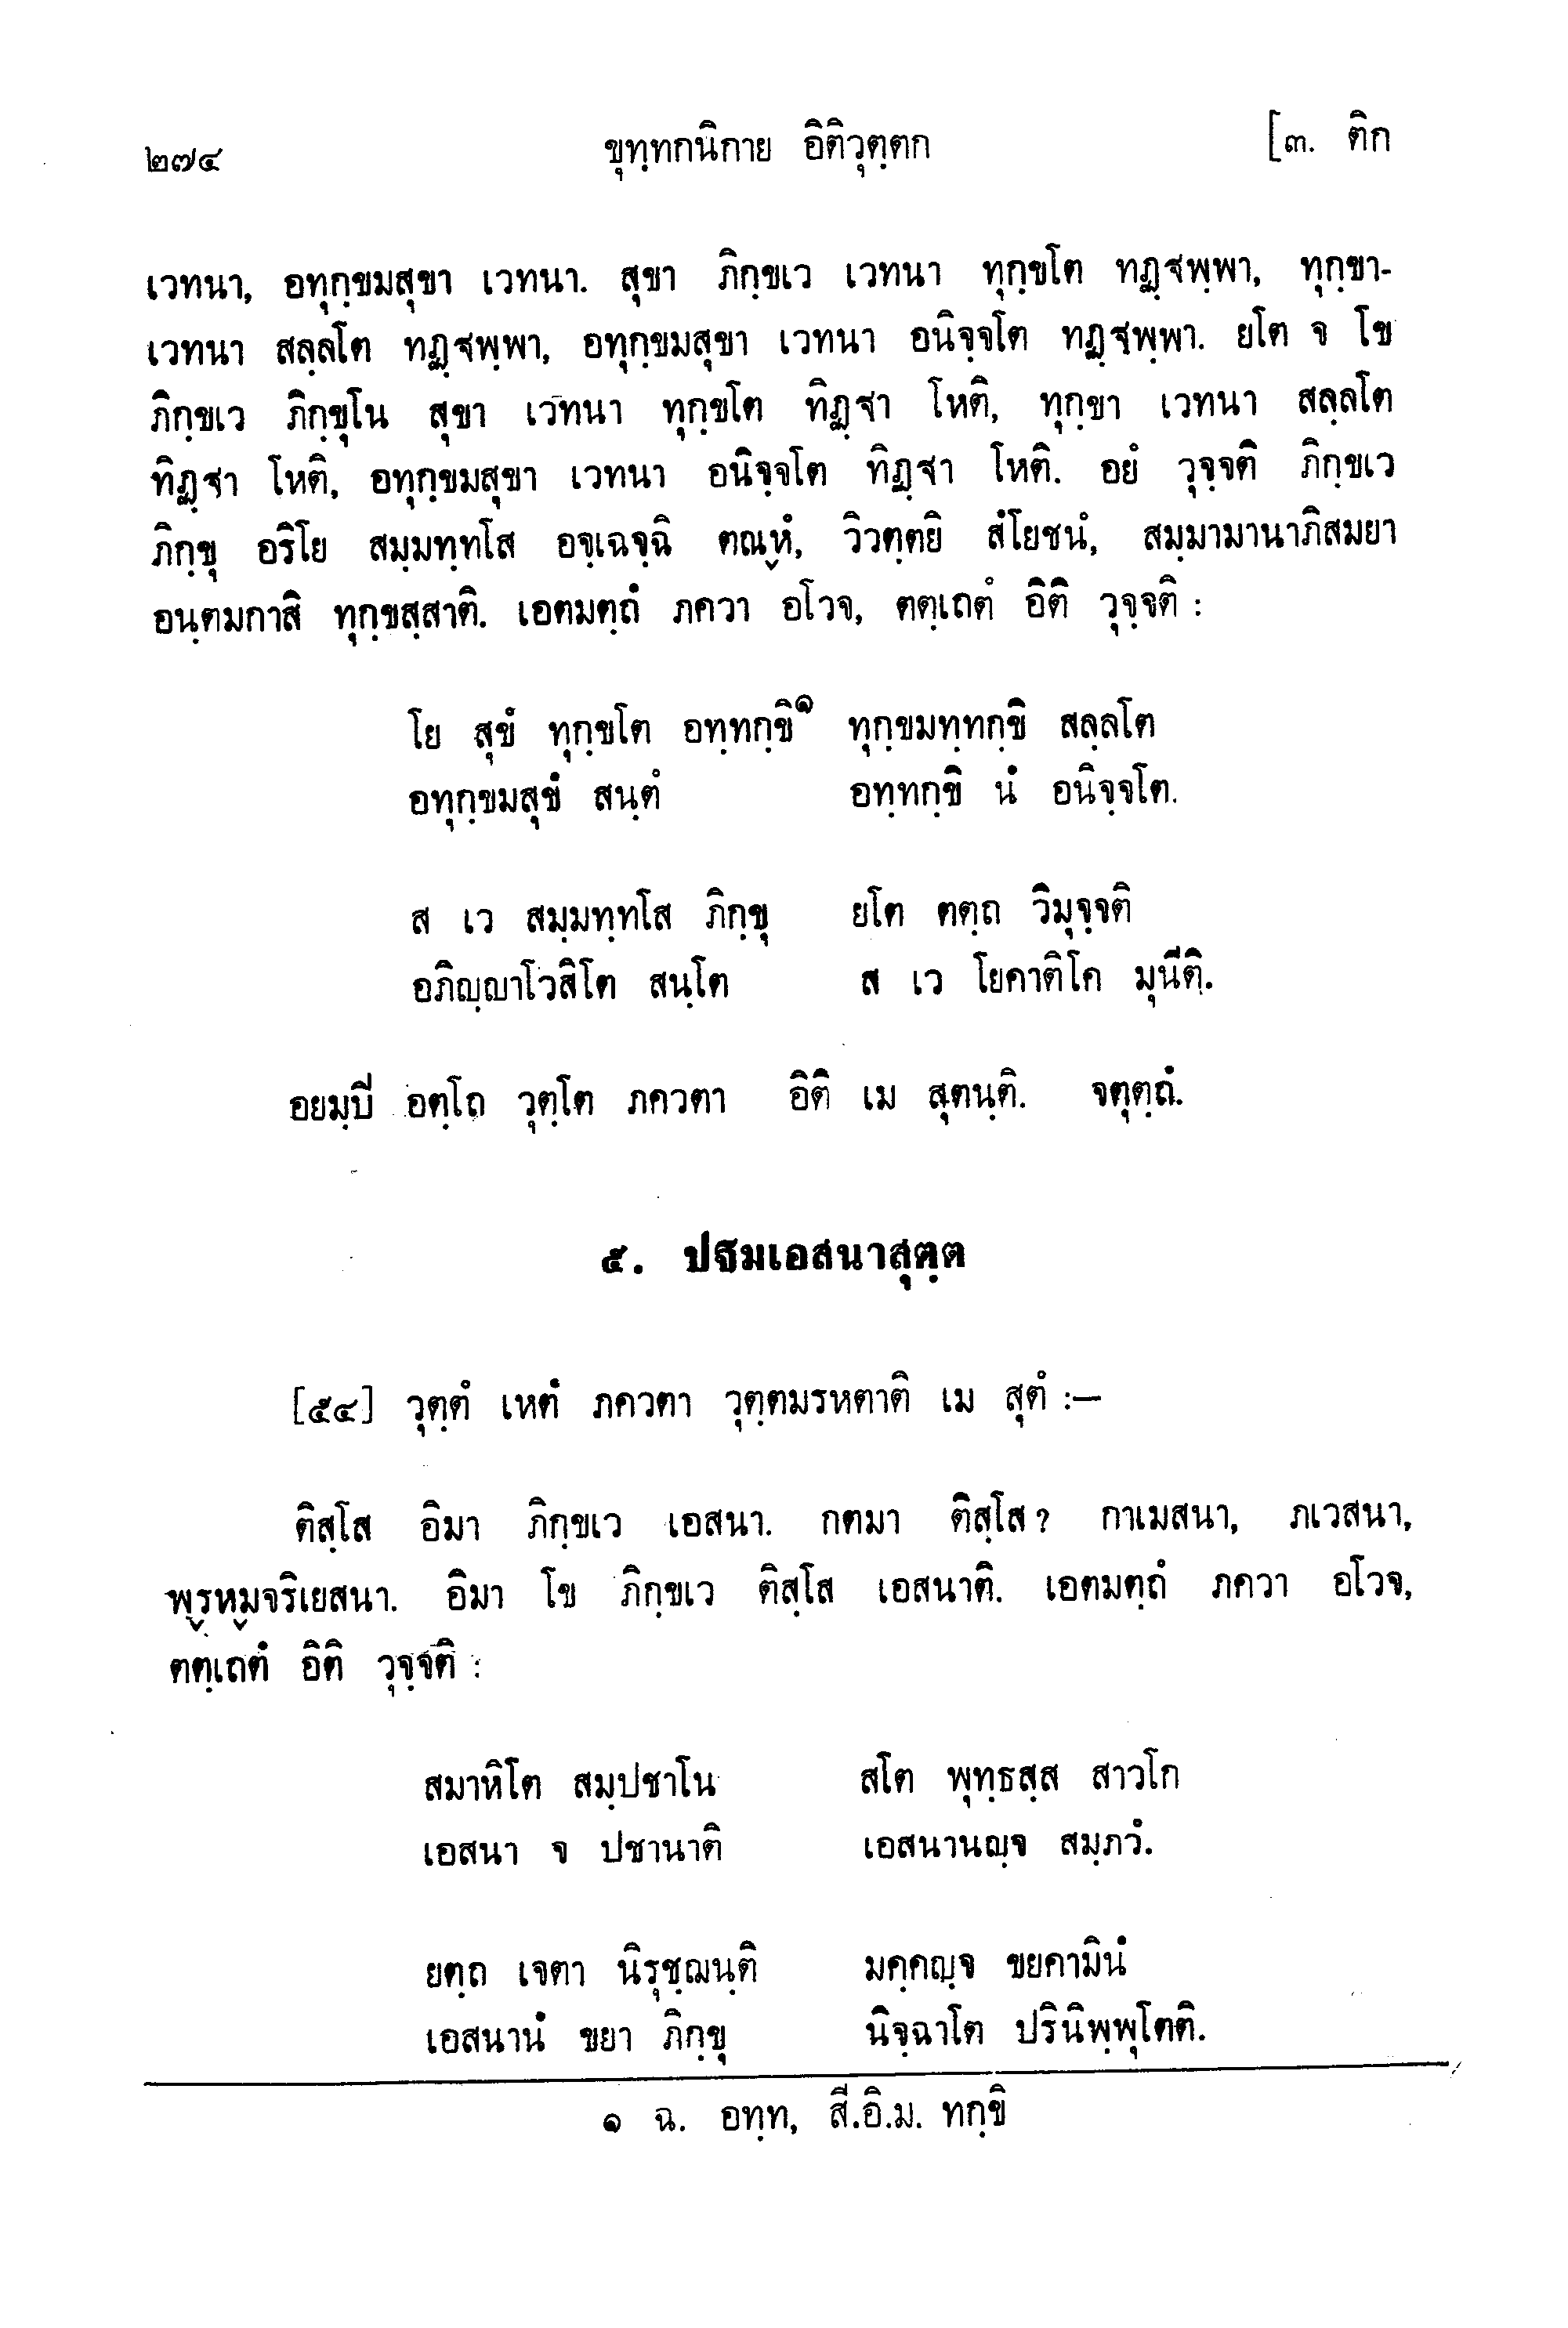 ๒๗๔ ขุทฺทกนิกาย อิติวุตฺตก [๓. ติก
เวทนา, อทุกฺขมสุขา เวทนา. สุขา ภิกฺขเว เวทนา ทุกฺขโต ทฏฺฐพฺพา, ทุกฺขา-
เวทนา สลฺลโต ทฏฺฐพฺพา, อทุกฺขมสุขา เวทนา อนิจฺจโต ทฏฺฐพฺพา. ยโต จ โข
ภิกฺขเว ภิกฺขุโน สุขา เวทนา ทุกฺขโต ทิฏฺฐา โหติ, ทุกฺขา เวทนา สลฺลโต
ทิฏฺฐา โหติ, อทุกฺขมสุขา เวทนา อนิจฺจโต ทิฏฺฐา โหติ. อยํ วุจฺจติ ภิกฺขเว
ภิกฺขุ อริโย สมฺมทฺทโส อจฺเฉจฺฉิ ตณฺหํ, วิวตฺตยิ สํโยชนํ, สมฺมามานาภิสมยา
อนฺตมกาสิ ทุกฺขสฺสาติ. เอตมตฺถํ ภควา อโวจ, ตตฺเถตํ อิติ วุจฺจติ :
โย สุขํ ทุกฺขโต อทฺทกฺขิ๑ ทุกฺขมทฺทกฺขิ สลฺลโต
อทุกฺขมสุขํ สนฺตํ อทฺทกฺขิ นํ อนิจฺจโต.
ส เว สมฺมทฺทโส ภิกฺขุ ยโต ตตฺถ วิมุจฺจติ
อภิญฺญาโวสิโต สนฺโต ส เว โยคาติโค มุนีติ.
อยมฺปิ อตฺโถ วุตฺโต ภควตา อิติ เม สุตนฺติ. จตุตฺถํ.
๕. ปฐมเอสนาสุตฺต
[๕๔] วุตฺตํ เหตํ ภควตา วุตฺตมรหตาติ เม สุตํ :—
ติสฺโส อิมา ภิกฺขเว เอสนา. กตมา ติสฺโส? กาเมสนา, ภเวสนา,
พฺรหฺมจริเยสนา. อิมา โข ภิกฺขเว ติสฺโส เอสนาติ. เอตมตฺถํ ภควา อโวจ,
ตตฺเถตํ อิติ วุจฺจติ :
สมาหิโต สมฺปชาโน สโต พุทฺธสฺส สาวโก
เอสนา จ ปชานาติ เอสนานญฺจ สมฺภวํ.
ยตฺถ เจตา นิรุชฺฌนฺติ มคฺคญฺจ ขยคามินํ
เอสนานํ ขยา ภิกฺขุ นิจฺฉาโต ปรินิพฺพุโตติ.
๑ ฉ. อทฺท, สี.อิ.ม. ทกฺขิ